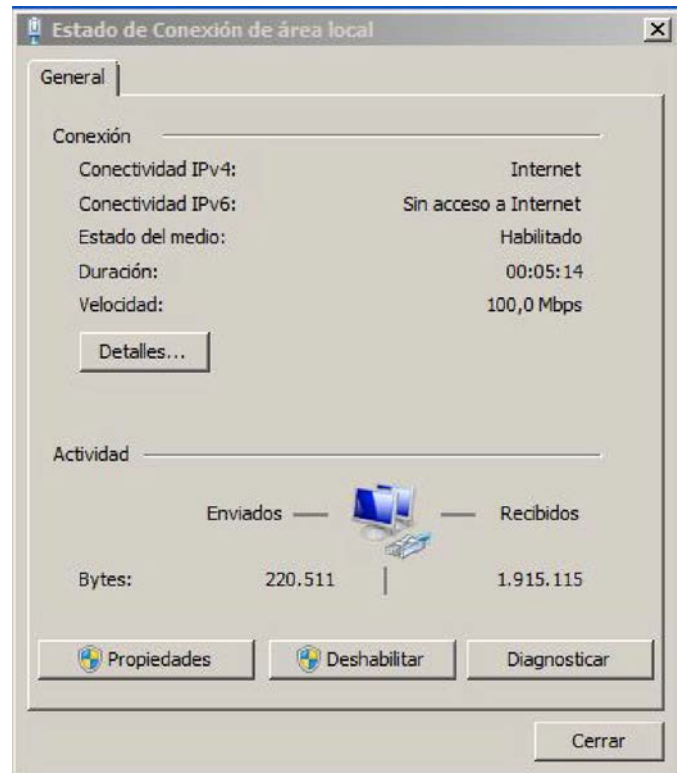 Estado de Conexión de área local
General
Conexión
Conectividad IPv4: Internet
Conectividad IPv6: Sin acceso a Internet
Estado del medio: Habilitado
Duración: 00:05:14
Velocidad: 100,0 Mbps
Detalles...
Actividad
Enviados Recibidos
Bytes: 220.511 1.915.115
Propiedades Deshabilitar Diagnosticar
Cerrar